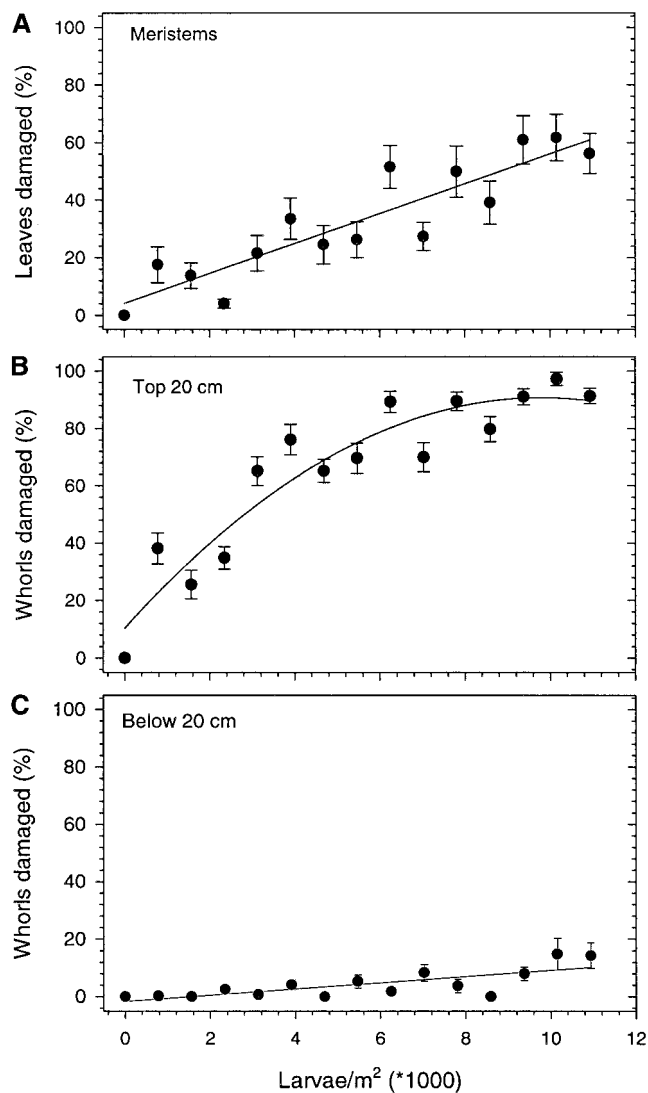 A
Meristems
Leaves damaged (%)
100
80
60
40
20
0
B
Top 20 cm
Whorls damaged (%)
100
80
60
40
20
0
C
Below 20 cm
Whorls damaged (%)
100
80
60
40
20
0
0 2 4 6 8 10 12
Larvae/m² (*1000)